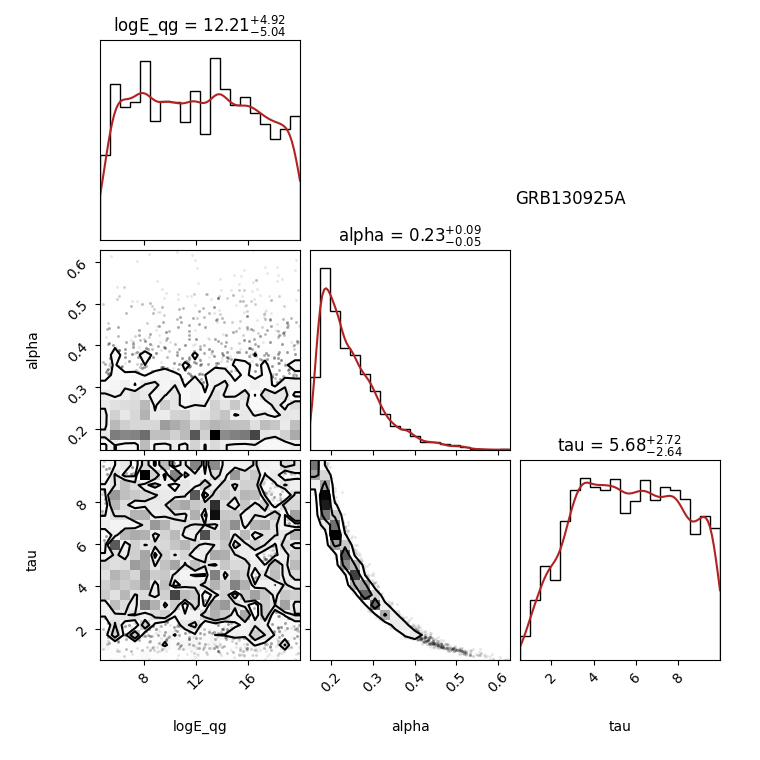 logE_qg = 12.21+4.92−5.04
GRB130925A
alpha = 0.23+0.09−0.05
alpha
0.6
0.5
0.4
0.3
0.2
tau = 5.68+2.72−2.64
tau
8
6
4
2
8 12 16
0.2 0.3 0.4 0.5 0.6
2 4 6 8
logE_qg alpha tau